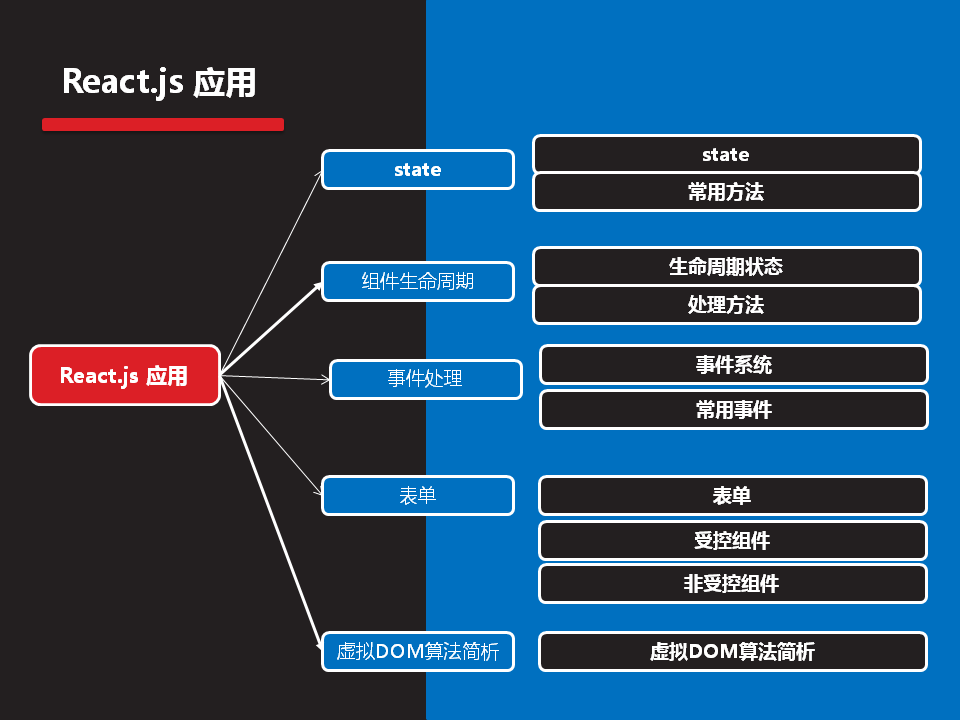 React.js 应用
state
state
常用方法
组件生命周期
生命周期状态
处理方法
React.js 应用
事件处理
事件系统
常用事件
表单
表单
受控组件
非受控组件
虚拟DOM算法简析
虚拟DOM算法简析